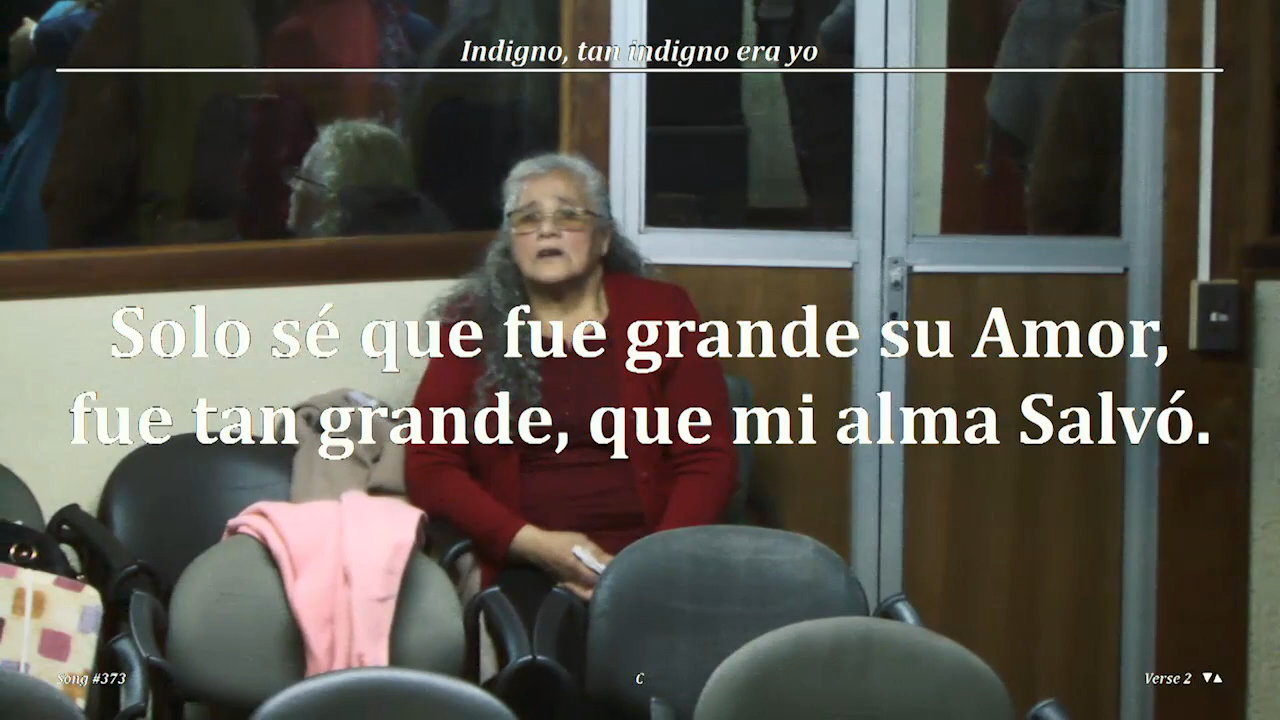 Indigno, tan indigno era yo
Solo sé que fue grande su Amor,
fue tan grande, que mi alma Salvó.
Song #373
C
Verse 2 ▼▲